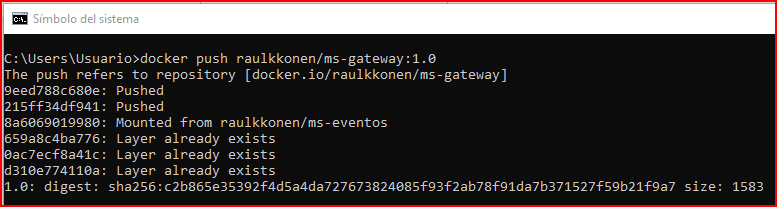 Símbolo del sistema
C:\Users\Usuario>docker push raulkkonen/ms-gateway:1.0
The push refers to repository [docker.io/raulkkonen/ms-gateway]
9eed788c680e: Pushed
215ff34df941: Pushed
8a6069019980: Mounted from raulkkonen/ms-eventos
659a8c4ba776: Layer already exists
0ac7ecf8a41c: Layer already exists
d310e774110a: Layer already exists
1.0: digest: sha256:c2b865e35392f4d5a4da727673824085f93f2ab78f91da7b371527f59b21f9a7 size: 1583